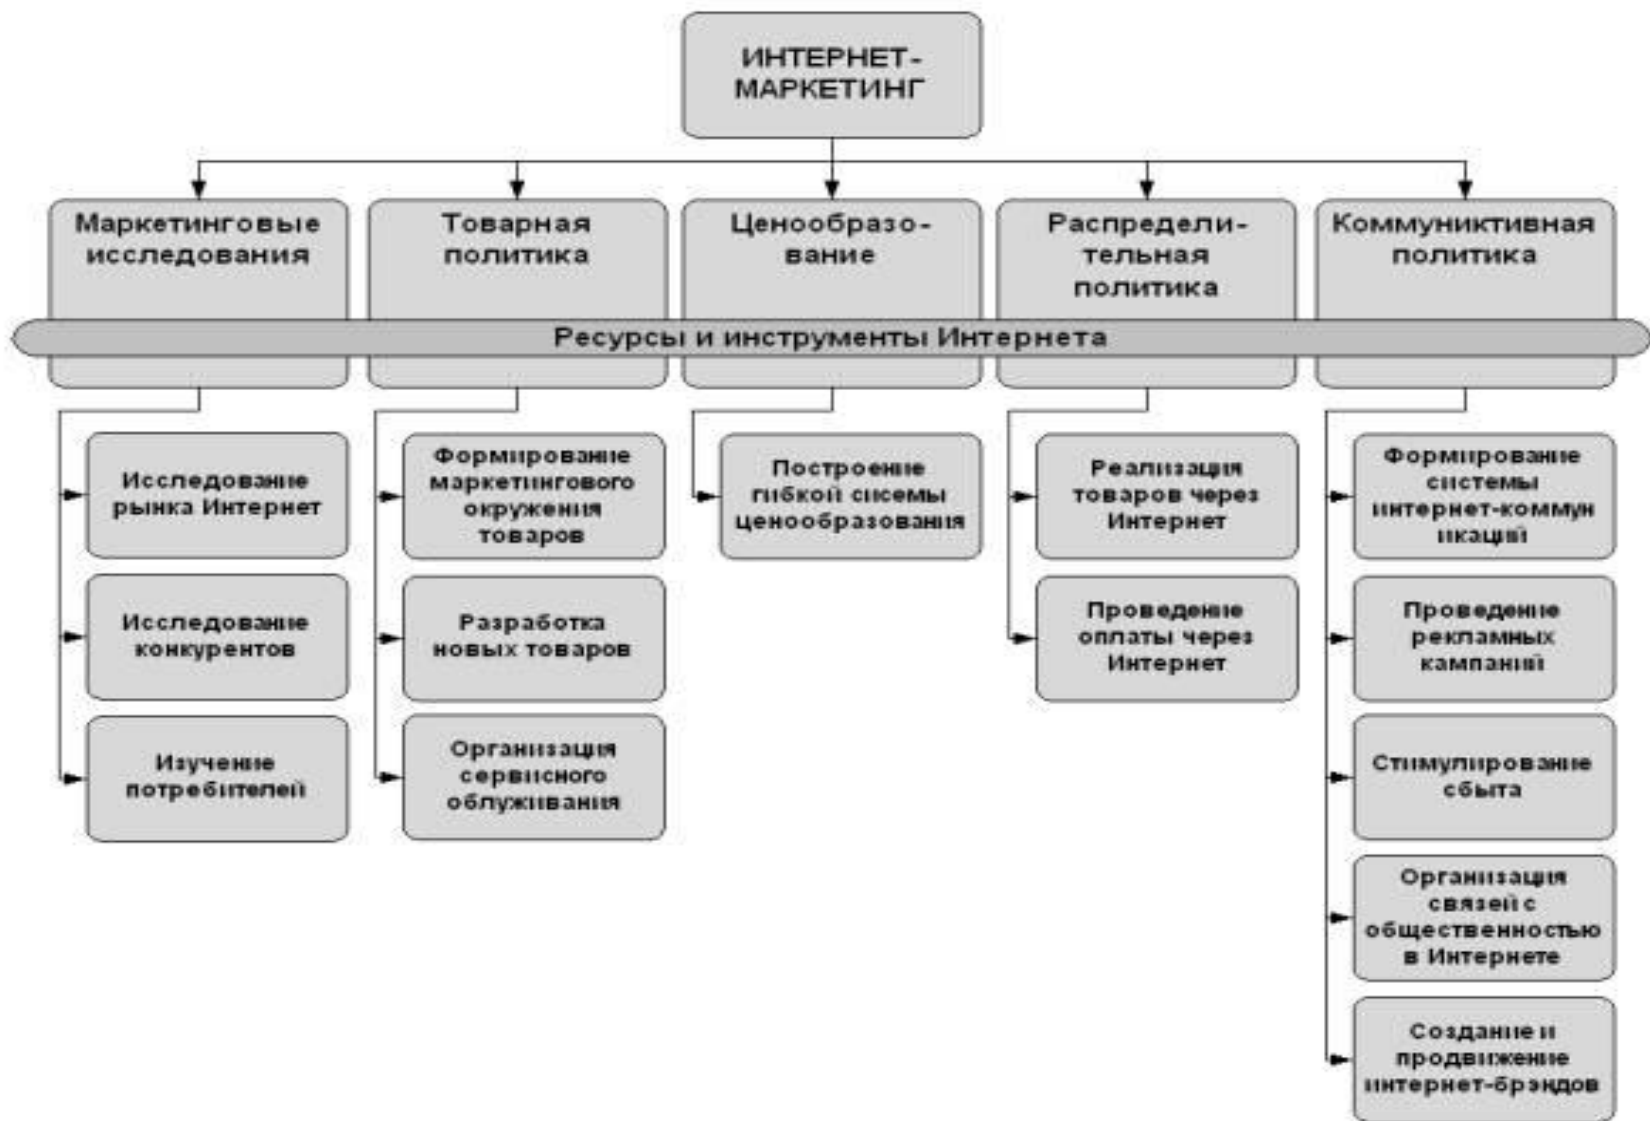 ИНТЕРНЕТ-
МАРКЕТИНГ
Маркетинговые
исследования
Товарная
политика
Ценообразо-
вание
Распредели-
тельная
политика
Коммуниктивная
политика
Ресурсы и инструменты Интернета
Исследование
рынка Интернет
Исследование
конкурентов
Изучение
потребителей
Формирование
маркетингового
окружения
товаров
Разработка
новых товаров
Организация
сервисного
облуживания
Построение
гибкой сисемы
ценообразования
Реализация
товаров через
Интернет
Проведение
оплаты через
Интернет
Формирование
системы
интернет-коммун
икаций
Проведение
рекламных
кампаний
Стимулирование
сбыта
Организация
связей с
общественностью
в Интернете
Создание и
продвижение
интернет-брэндов